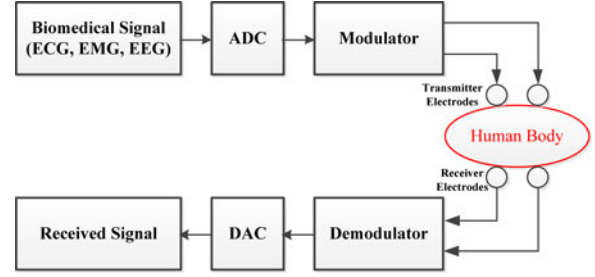 Biomedical Signal
(ECG, EMG, EEG)
ADC
Modulator
Transmitter
Electrodes
Human Body
Receiver
Electrodes
Received Signal
DAC
Demodulator